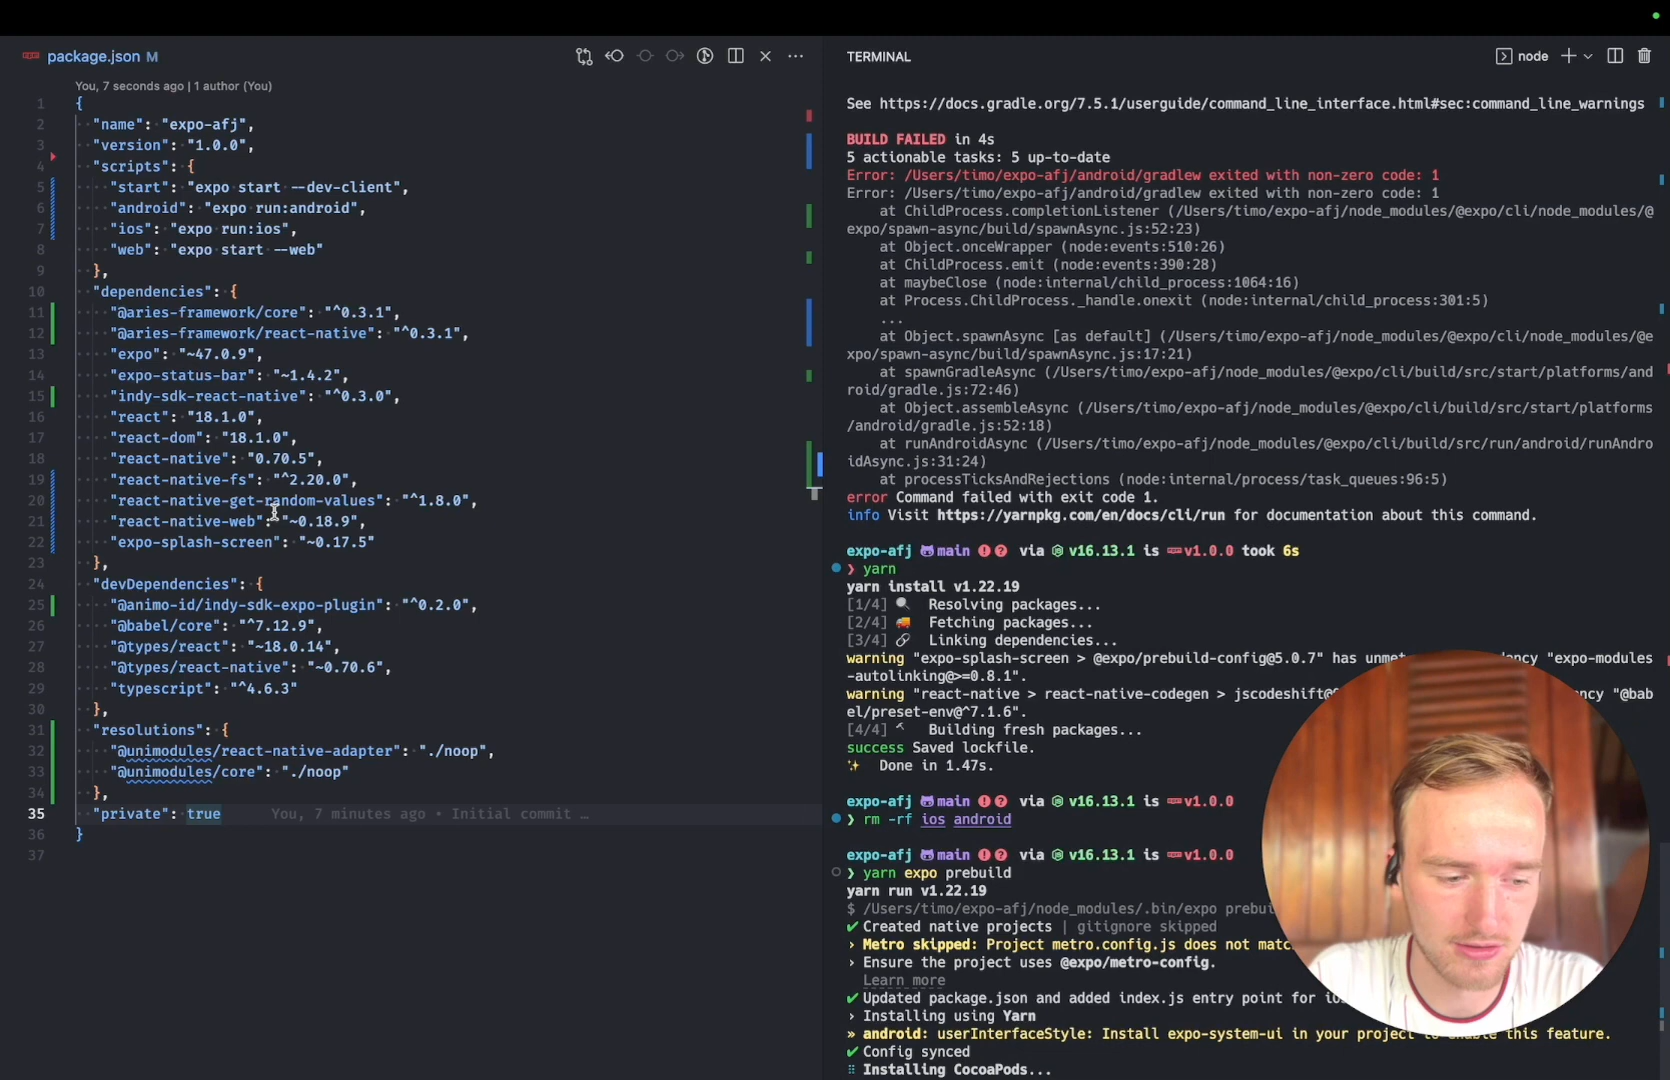 package.json M
You, 7 seconds ago | 1 author (You)
1 {
2 "name": "expo-afj",
3 "version": "1.0.0",
4 "scripts": {
5 "start": "expo start --dev-client",
6 "android": "expo run:android",
7 "ios": "expo run:ios",
8 "web": "expo start --web"
9 },
10 "dependencies": {
11 "@aries-framework/core": "^0.3.1",
12 "@aries-framework/react-native": "^0.3.1",
13 "expo": "~47.0.9",
14 "expo-status-bar": "~1.4.2",
15 "indy-sdk-react-native": "^0.3.0",
16 "react": "18.1.0",
17 "react-dom": "18.1.0",
18 "react-native": "0.70.5",
19 "react-native-fs": "^2.20.0",
20 "react-native-get-random-values": "^1.8.0",
21 "react-native-web": "~0.18.9",
22 "expo-splash-screen": "~0.17.5"
23 },
24 "devDependencies": {
25 "@animo-id/indy-sdk-expo-plugin": "^0.2.0",
26 "@babel/core": "^7.12.9",
27 "@types/react": "~18.0.14",
28 "@types/react-native": "~0.70.6",
29 "typescript": "^4.6.3"
30 },
31 "resolutions": {
32 "@unimodules/react-native-adapter": "./noop",
33 "@unimodules/core": "./noop"
34 },
35 "private": true You, 7 minutes ago • Initial commit …
36 }
37
TERMINAL
node
See https://docs.gradle.org/7.5.1/userguide/command_line_interface.html#sec:command_line_warnings
BUILD FAILED in 4s
5 actionable tasks: 5 up-to-date
Error: /Users/timo/expo-afj/android/gradlew exited with non-zero code: 1
Error: /Users/timo/expo-afj/android/gradlew exited with non-zero code: 1
at ChildProcess.completionListener (/Users/timo/expo-afj/node_modules/@expo/cli/node_modules/@
expo/spawn-async/build/spawnAsync.js:52:23)
at Object.onceWrapper (node:events:510:26)
at ChildProcess.emit (node:events:390:28)
at maybeClose (node:internal/child_process:1064:16)
at Process.ChildProcess._handle.onexit (node:internal/child_process:301:5)
...
at Object.spawnAsync [as default] (/Users/timo/expo-afj/node_modules/@expo/cli/node_modules/@e
xpo/spawn-async/build/spawnAsync.js:17:21)
at spawnGradleAsync (/Users/timo/expo-afj/node_modules/@expo/cli/build/src/start/platforms/and
roid/gradle.js:72:46)
at Object.assembleAsync (/Users/timo/expo-afj/node_modules/@expo/cli/build/src/start/platforms
/android/gradle.js:52:18)
at runAndroidAsync (/Users/timo/expo-afj/node_modules/@expo/cli/build/src/run/android/runAndro
idAsync.js:31:24)
at processTicksAndRejections (node:internal/process/task_queues:96:5)
error Command failed with exit code 1.
info Visit https://yarnpkg.com/en/docs/cli/run for documentation about this command.
expo-afj main via v16.13.1 is v1.0.0 took 6s
❯ yarn
yarn install v1.22.19
[1/4] 🔍 Resolving packages...
[2/4] 🚚 Fetching packages...
[3/4] 🔗 Linking dependencies...
warning "expo-splash-screen > @expo/prebuild-config@5.0.7" has unme
-autolinking@>=0.8.1".
warning "react-native > react-native-codegen > jscodeshift@ ncy "@bab
el/preset-env@^7.1.6".
[4/4] 🔨 Building fresh packages...
success Saved lockfile.
✨ Done in 1.47s.
expo-afj main via v16.13.1 is v1.0.0
❯ rm -rf ios android
expo-afj main via v16.13.1 is v1.0.0
❯ yarn expo prebuild
yarn run v1.22.19
$ /Users/timo/expo-afj/node_modules/.bin/expo prebui
✔ Created native projects | gitignore skipped
› Metro skipped: Project metro.config.js does not matc
› Ensure the project uses @expo/metro-config.
Learn more
✔ Updated package.json and added index.js entry point for
› Installing using Yarn
» android: userInterfaceStyle: Install expo-system-ui in your project this feature.
✔ Config synced
⠿ Installing CocoaPods...